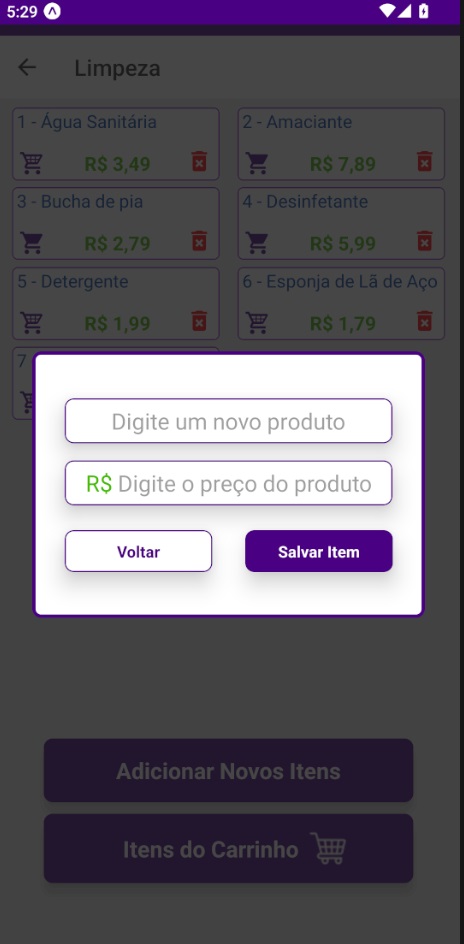 5:29
Limpeza
1 - Água Sanitária
2 - Amaciante
R$ 3,49
R$ 7,89
3 - Bucha de pia
4 - Desinfetante
R$ 2,79
R$ 5,99
5 - Detergente
6 - Esponja de Lã de Aço
R$ 1,99
R$ 1,79
7
Digite um novo produto
R$ Digite o preço do produto
Voltar
Salvar Item
Adicionar Novos Itens
Itens do Carrinho